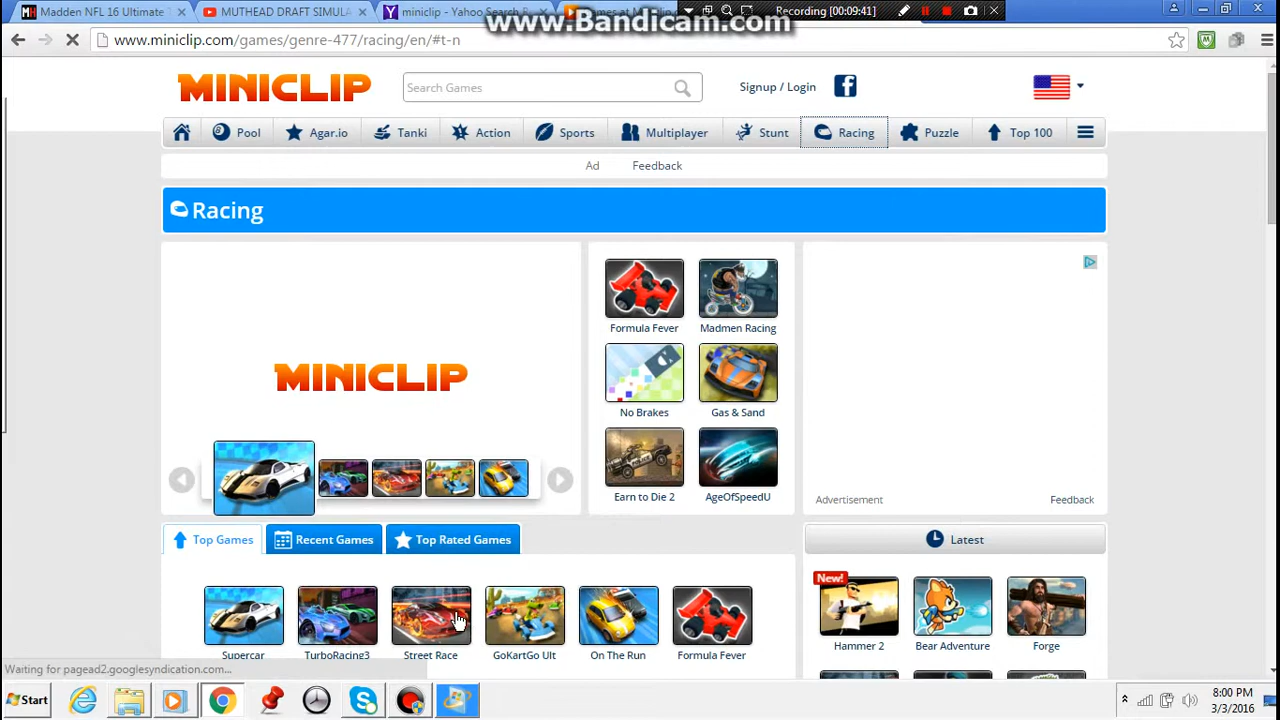 Madden NFL 16 Ultimate
MUTHEAD DRAFT SIMULA
miniclip - Yahoo Search R
www.Bandicam.com
Recording [00:09:41]
www.miniclip.com/games/genre-477/racing/en/#t-n
MINICLIP
Search Games
Signup / Login
Pool
Agar.io
Tanki
Action
Sports
Multiplayer
Stunt
Racing
Puzzle
Top 100
Ad
Feedback
Racing
MINICLIP
Formula Fever
Madmen Racing
No Brakes
Gas & Sand
Earn to Die 2
AgeOfSpeedU
Advertisement
Feedback
Top Games
Recent Games
Top Rated Games
Latest
New!
Supercar
TurboRacing3
Street Race
GoKartGo Ult
On The Run
Formula Fever
Hammer 2
Bear Adventure
Forge
Waiting for pagead2.googlesyndication.com...
Start
8:00 PM
3/3/2016